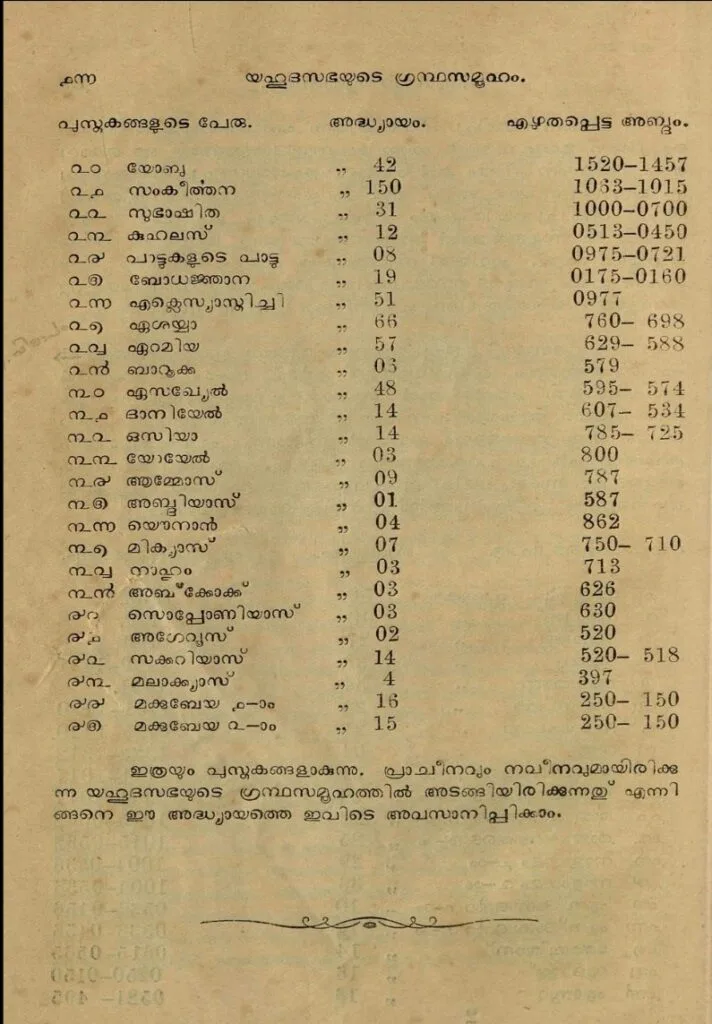 ൧൬ യഹൂദസഭയുടെ ഗ്രന്ഥസമൂഹം.
പുസ്തകങ്ങളുടെ പേരു. അദ്ധ്യായം. എഴുതപ്പെട്ട അബ്ദം.
൨൦ യോബു ,, 42 1520–1457
൨൧ സംകീൎത്തന ,, 150 1063–1015
൨൨ സുഭാഷിത ,, 31 1000–0700
൨൩ കുഹലസ് ,, 12 0513–0450
൨൪ പാട്ടുകളുടെ പാട്ടു ,, 08 0975–0721
൨൫ ബോധജ്ഞാന ,, 19 0175–0160
൨൬ എക്ലെസ്യാസ്തിച്ചി ,, 51 0977
൨൭ ഏശയ്യാ ,, 66 760– 698
൨൮ ഏറമിയ ,, 57 629– 588
൨൯ ബാറൂക്ക ,, 03 579
൩൦ ഏസഖ്യേൽ ,, 48 595– 574
൩൧ ദാനിയേൽ ,, 14 607– 534
൩൨ ഒസിയാ ,, 14 785– 725
൩൩ യോയേൽ ,, 03 800
൩൪ ആമ്മോസ് ,, 09 787
൩൫ അബ്ദിയാസ് ,, 01 587
൩൬ യൌനാൻ ,, 04 862
൩൭ മിക്യാസ് ,, 07 750– 710
൩൮ നാഹും ,, 03 713
൩൯ അബ്ക്കോക്ക് ,, 03 626
൪൦ സൊപ്പോണിയാസ് ,, 03 630
൪൧ അഗേവൂസ് ,, 02 520
൪൨ സക്കറിയാസ് ,, 14 520– 518
൪൩ മലാക്ക്യാസ് ,, 4 397
൪൪ മക്കുബേയ ൧–ാം ,, 16 250– 150
൪൫ മക്കുബേയ ൨–ാം ,, 15 250– 150
ഇത്രയും പുസ്തകങ്ങളാകുന്നു. പ്രാചീനവും നവീനവുമായിരിക്കു
ന്ന യഹൂദസഭയുടെ ഗ്രന്ഥസമൂഹത്തിൽ അടങ്ങിയിരിക്കുന്നതു് എന്നി
ങ്ങനെ ഈ അദ്ധ്യായത്തെ ഇവിടെ അവസാനിപ്പിക്കാം.